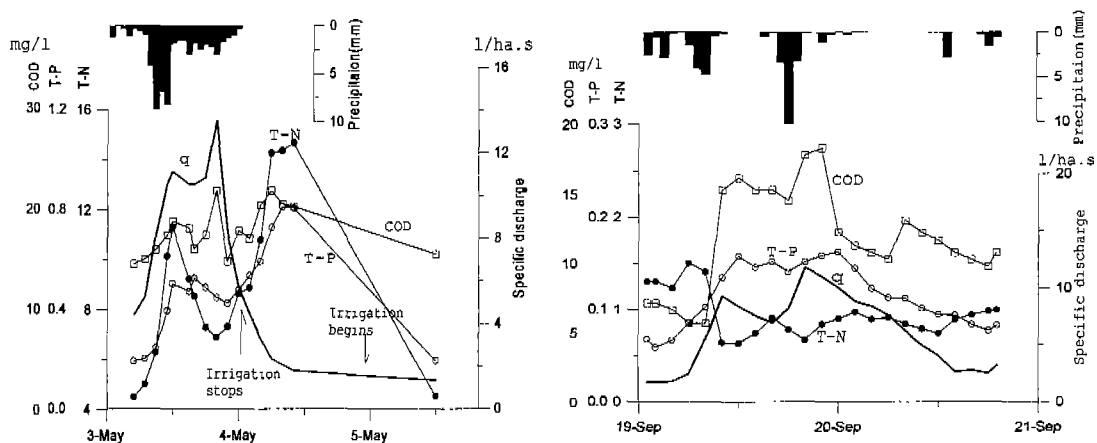 mg/l
COD
T-P
T-N
30 1.2 16
20 0.8 12
10 0.4 8
0 0.0 4
3-May
4-May
5-May
0
5
10
Precipitaion(mm)
l/ha.s
16
12
8
4
0
Specific discharge
q
T-N
COD
T-P
Irrigation
begins
Irrigation
stops
mg/l
COD
T-P
T-N
20 0.3 3
15
0.2 2
10
0.1 1
5
0 0.0 0
19-Sep
20-Sep
21-Sep
0
5
10
Precipitation(mm)
l/ha.s
20
10
0
Specific discharge
COD
T-P
q
T-N